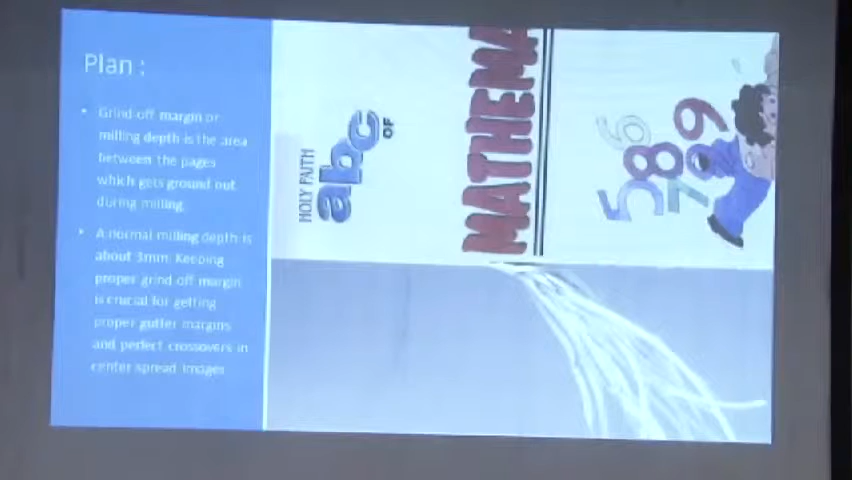 Plan :
• Grind off margin or
milling depth is the area
between the pages
which gets ground out
during milling.
• A normal milling depth is
about 3mm. Keeping
proper grind off margin
is crucial for getting
proper gutter margins
and perfect crossovers in
center spread images
HOLY FAITH
abc
OF
MATHEMA
5
6
8
7
9